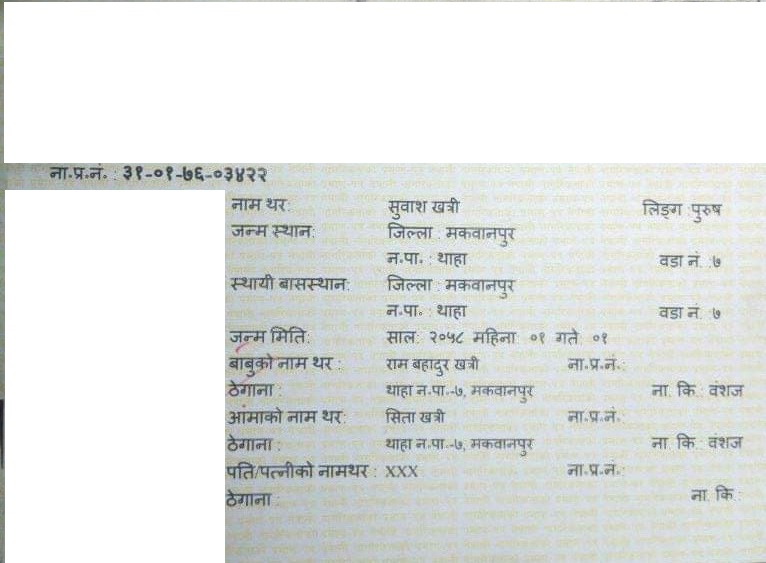 ना.प्र.नं. : ३१-०१-७६-०३४२२
नाम थर: सुवाश खत्री लिङ्ग : पुरुष
जन्म स्थान: जिल्ला : मकवानपुर
न.पा. : थाहा वडा नं. : ७
स्थायी बासस्थान: जिल्ला : मकवानपुर
न.पा. : थाहा वडा नं. : ७
जन्म मिति: साल: २०५८ महिना: ०१ गते: ०१
बाबुको नाम थर : राम बहादुर खत्री ना.प्र.नं.:
ठेगाना : थाहा न.पा.-७, मकवानपुर ना. कि.: वंशज
आमाको नाम थर: सिता खत्री ना.प्र.नं.:
ठेगाना : थाहा न.पा.-७, मकवानपुर ना. कि.: वंशज
पति/पत्नीको नामथर : XXX ना.प्र.नं.:
ठेगाना : ना. कि.: